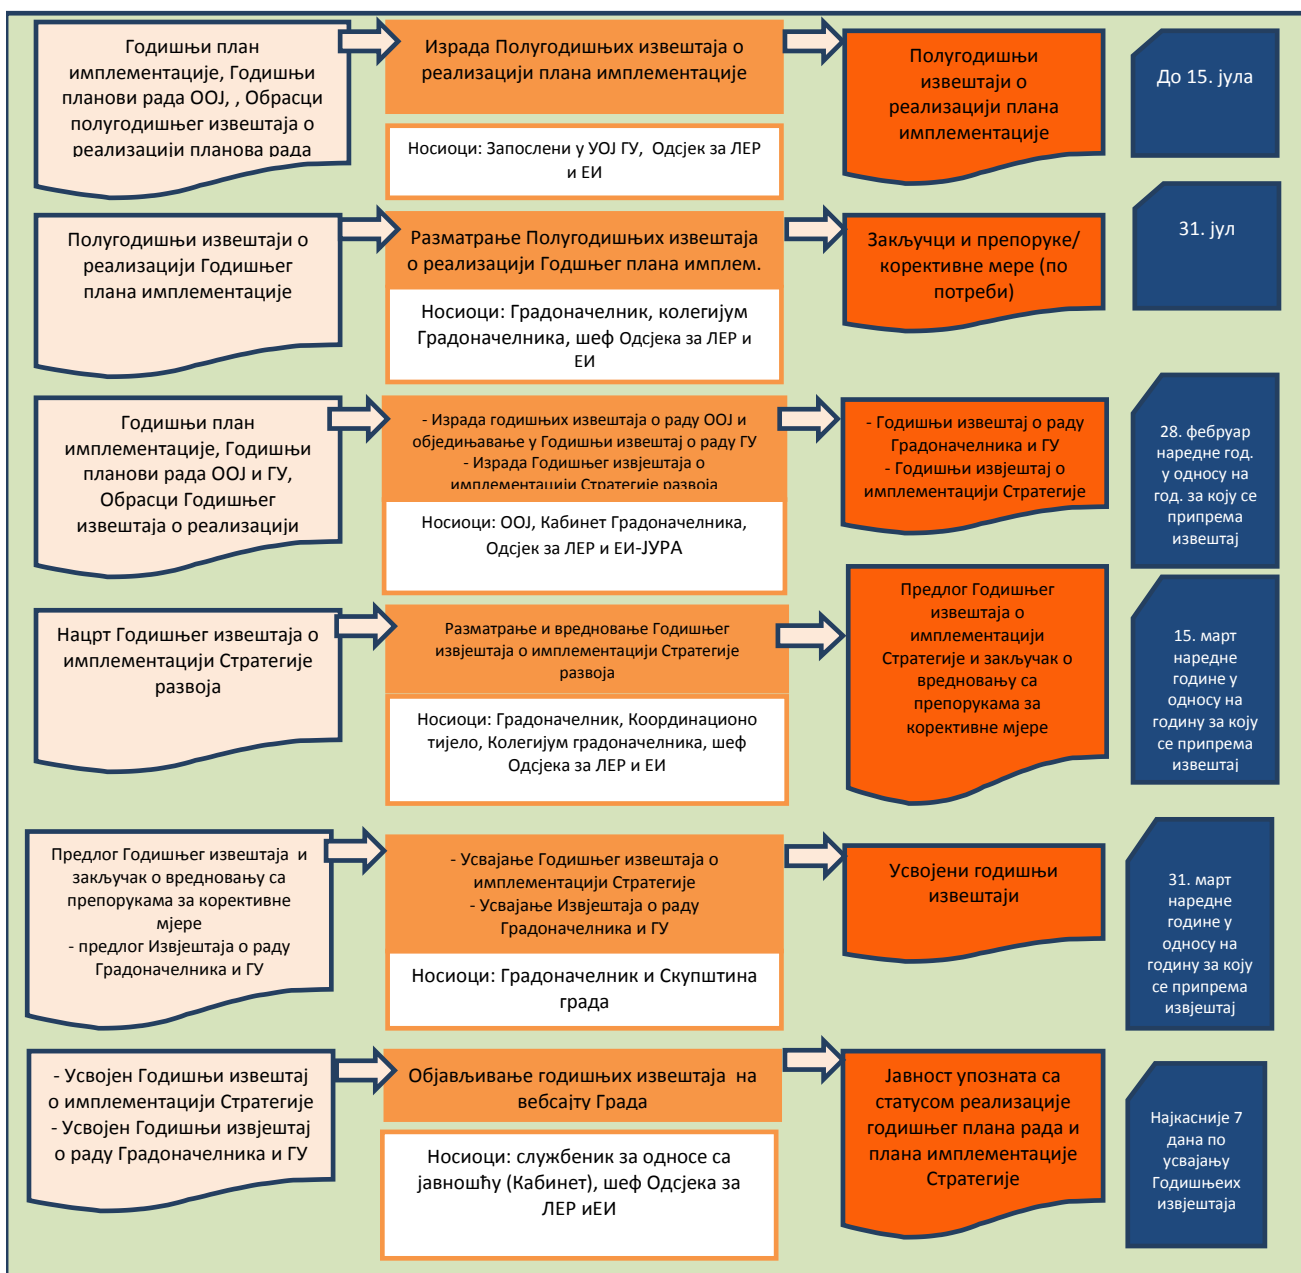 Годишњи план
имплементације, Годишњи
планови рада ООЈ, , Обрасци
полугодишњег извештаја о
реализацији планова рада
Израда Полугодишњих извештаја о
реализацији плана имплементације
Носиоци: Запослени у УОЈ ГУ,  Одсјек за ЛЕР
и ЕИ
Полугодишњи
извештаји о
реализацији плана
имплементације
До 15. јула
Полугодишњи извештаји о
реализацији Годишњег
плана имплементације
Разматрање Полугодишњих извештаја
о реализацији Годшњег плана имплем.
Носиоци: Градоначелник, колегијум
Градоначелника, шеф Одсјека за ЛЕР и
ЕИ
Закључци и препоруке/
корективне мере (по
потреби)
31. јул
Годишњи план
имплементације, Годишњи
планови рада ООЈ и ГУ,
Обрасци Годишњег
извештаја о реализацији
- Израда годишњих извештаја о раду ООЈ и
обједињавање у Годишњи извештај о раду ГУ
- Израда Годишњег извјештаја о
имплементацији Стратегије развоја
Носиоци: ООЈ, Кабинет Градоначелника,
Одсјек за ЛЕР и ЕИ-ЈУРА
- Годишњи извештај о раду
Градоначелника и ГУ
- Годишњи извјештај о
имплементацији Стратегије
28. фебруар
наредне год.
у односу на
год. за коју се
припрема
извештај
Нацрт Годишњег извештаја о
имплементацији Стратегије
развоја
Разматрање и вредновање Годишњег
извјештаја о имплементацији Стратегије
развоја
Носиоци: Градоначелник, Координационо
тијело, Колегијум градоначелника, шеф
Одсјека за ЛЕР и ЕИ
Предлог Годишњег
извештаја о
имплементацији
Стратегије и закључак о
вредновању са
препорукама за
корективне мјере
15. март
наредне
године у
односу на
годину за коју
се припрема
извештај
Предлог Годишњег извештаја  и
закључак о вредновању са
препорукама за корективне
мјере
- предлог Извјештаја о раду
Градоначелника и ГУ
- Усвајање Годишњег извештаја о
имплементацији Стратегије
- Усвајање Извјештаја о раду
Градоначелника и ГУ
Носиоци: Градоначелник и Скупштина
града
Усвојени годишњи
извештаји
31. март
наредне
године у
односу на
годину за коју
се припрема
извјештај
- Усвојен Годишњи извештај
о имплементацији Стратегије
- Усвојен Годишњи извјештај
о раду Градоначелника и ГУ
Објављивање годишњих извештаја  на
вебсајту Града
Носиоци: службеник за односе са
јавношћу (Кабинет), шеф Одсјека за
ЛЕР иЕИ
Јавност упозната са
статусом реализације
годишњег плана рада и
плана имплементације
Стратегије
Најкасније 7
дана по
усвајању
Годишњеих
извјештаја